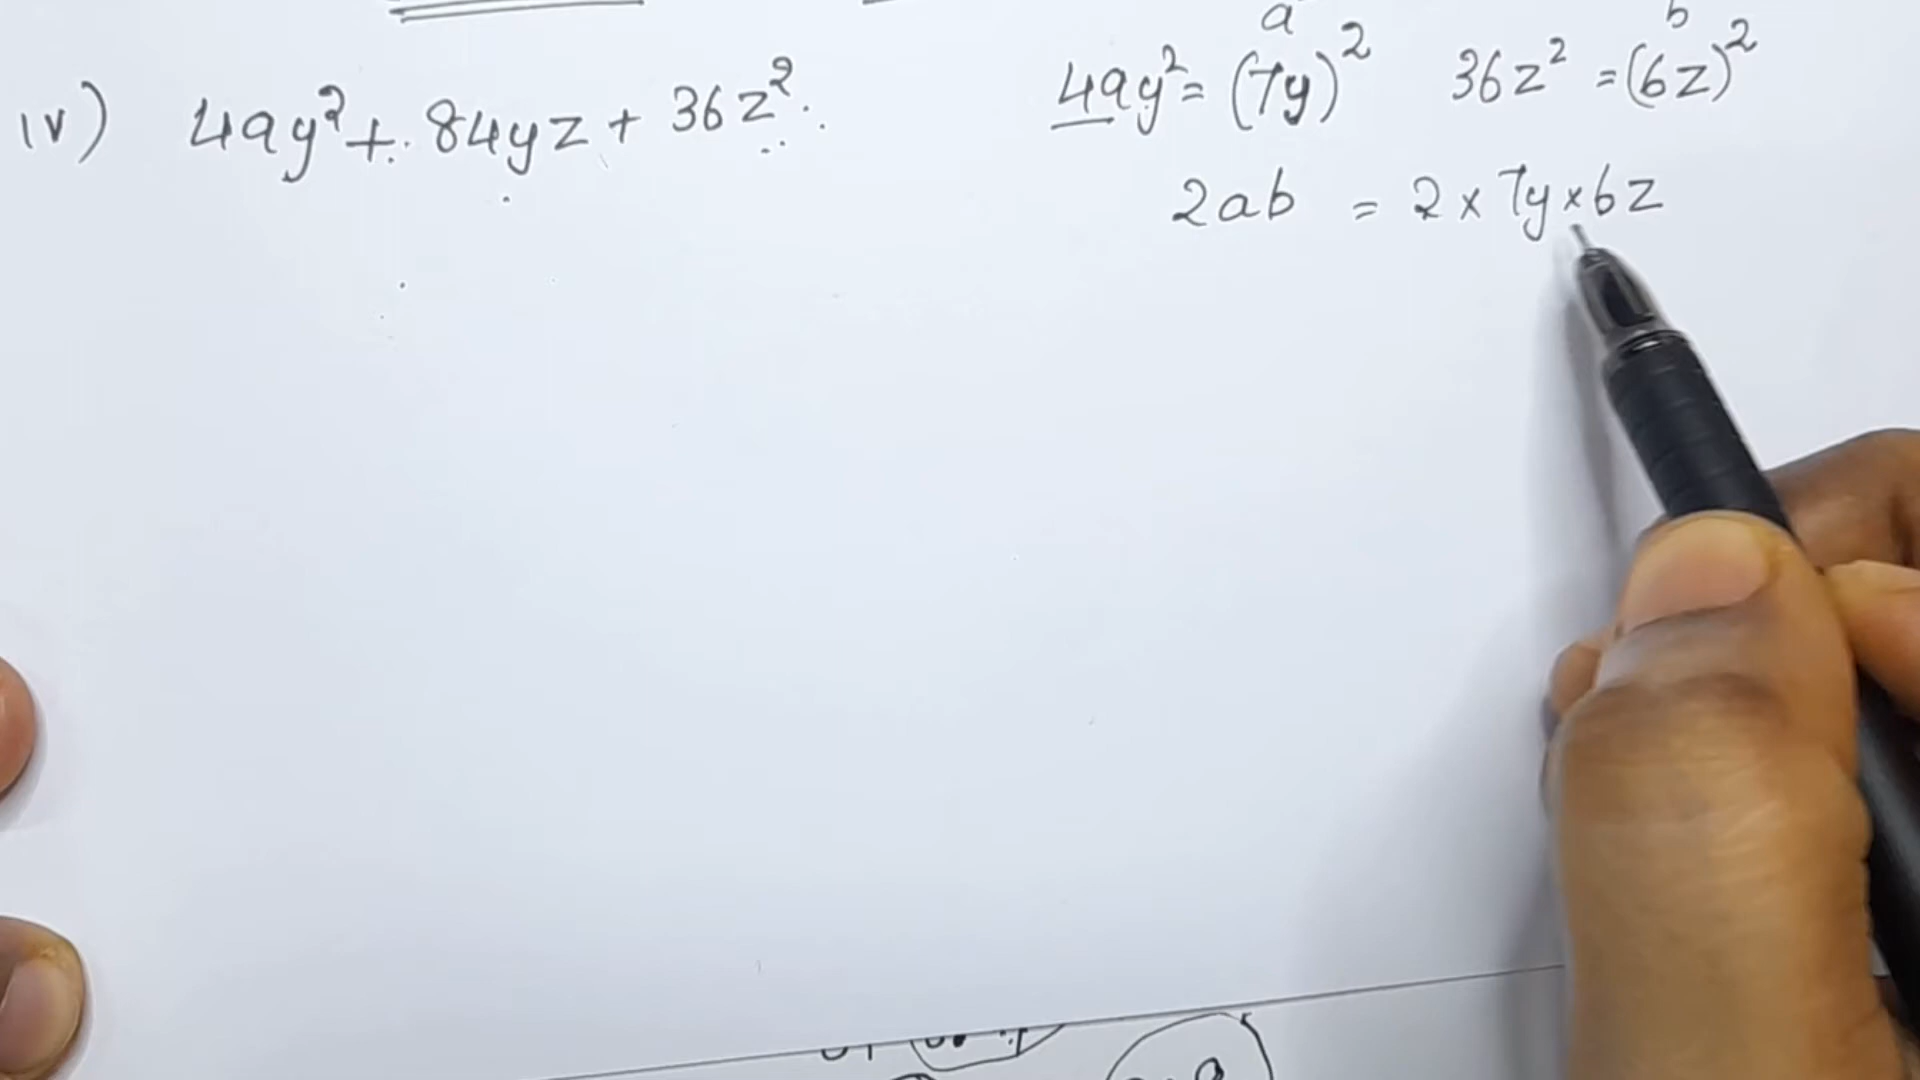 iv) 49y² + 84yz + 36z².
a b
49y² = (7y)² 36z² = (6z)²
2ab = 2 × 7y × 6z